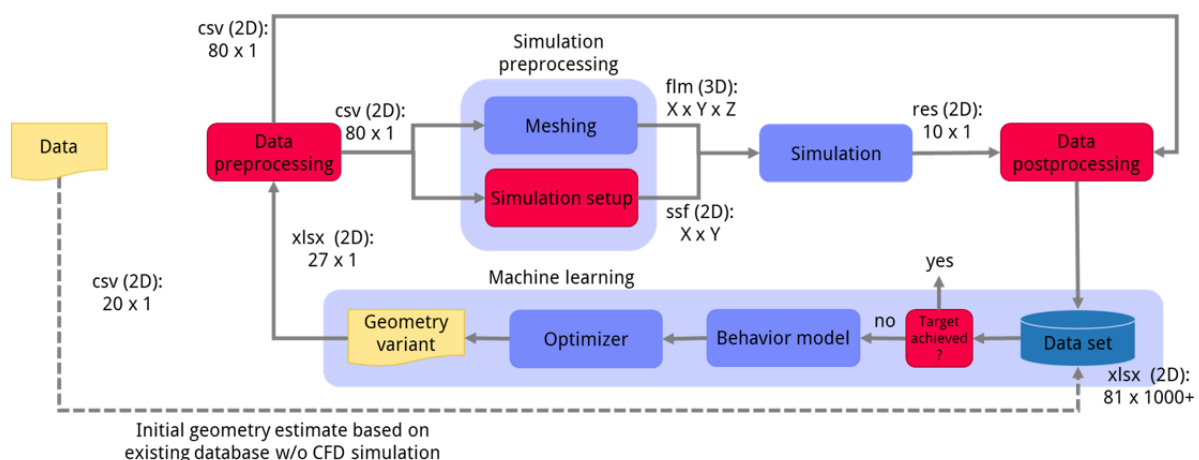 csv (2D):
80 x 1
Simulation
preprocessing
Data
Data
preprocessing
csv (2D):
80 x 1
Meshing
Simulation setup
flm (3D):
X x Y x Z
ssf (2D):
X x Y
Simulation
res (2D):
10 x 1
Data
postprocessing
csv (2D):
20 x 1
xlsx (2D):
27 x 1
Machine learning
Geometry
variant
Optimizer
Behavior model
no
yes
Target
achieved
?
Data set
xlsx (2D):
81 x 1000+
Initial geometry estimate based on
existing database w/o CFD simulation